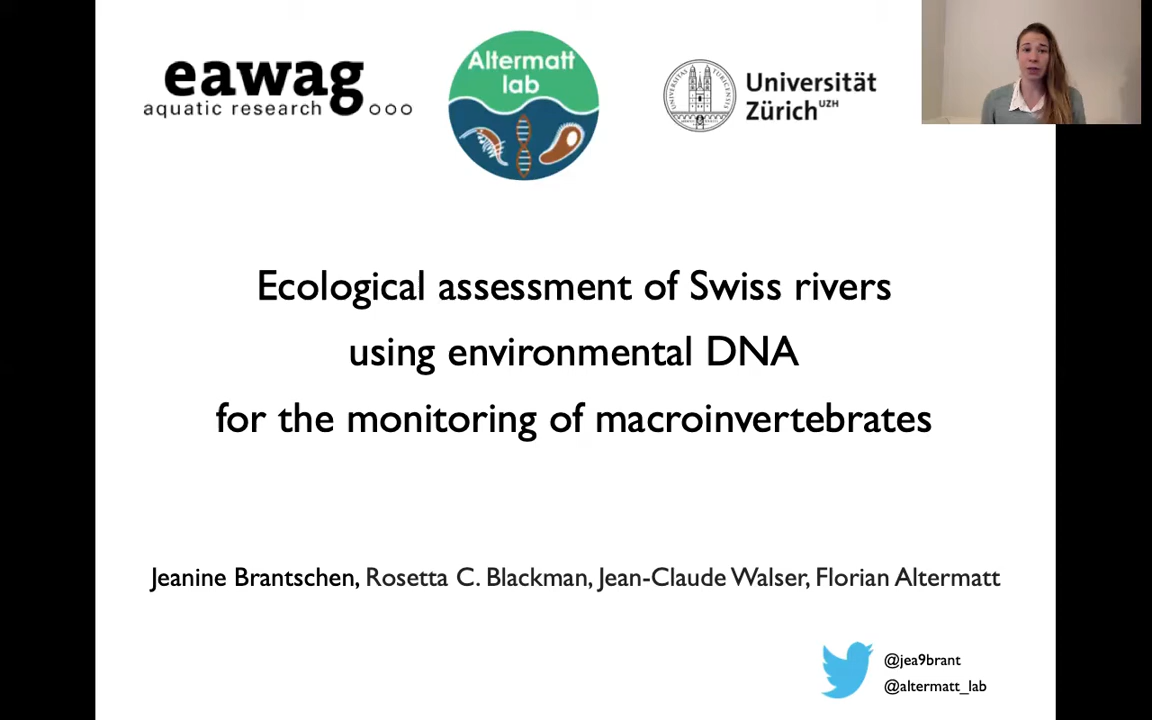 eawag
aquatic research
Altermatt
lab
Universität
Zürich UZH
Ecological assessment of Swiss rivers
using environmental DNA
for the monitoring of macroinvertebrates
Jeanine Brantschen, Rosetta C. Blackman, Jean-Claude Walser, Florian Altermatt
@jea9brant
@altermatt_lab